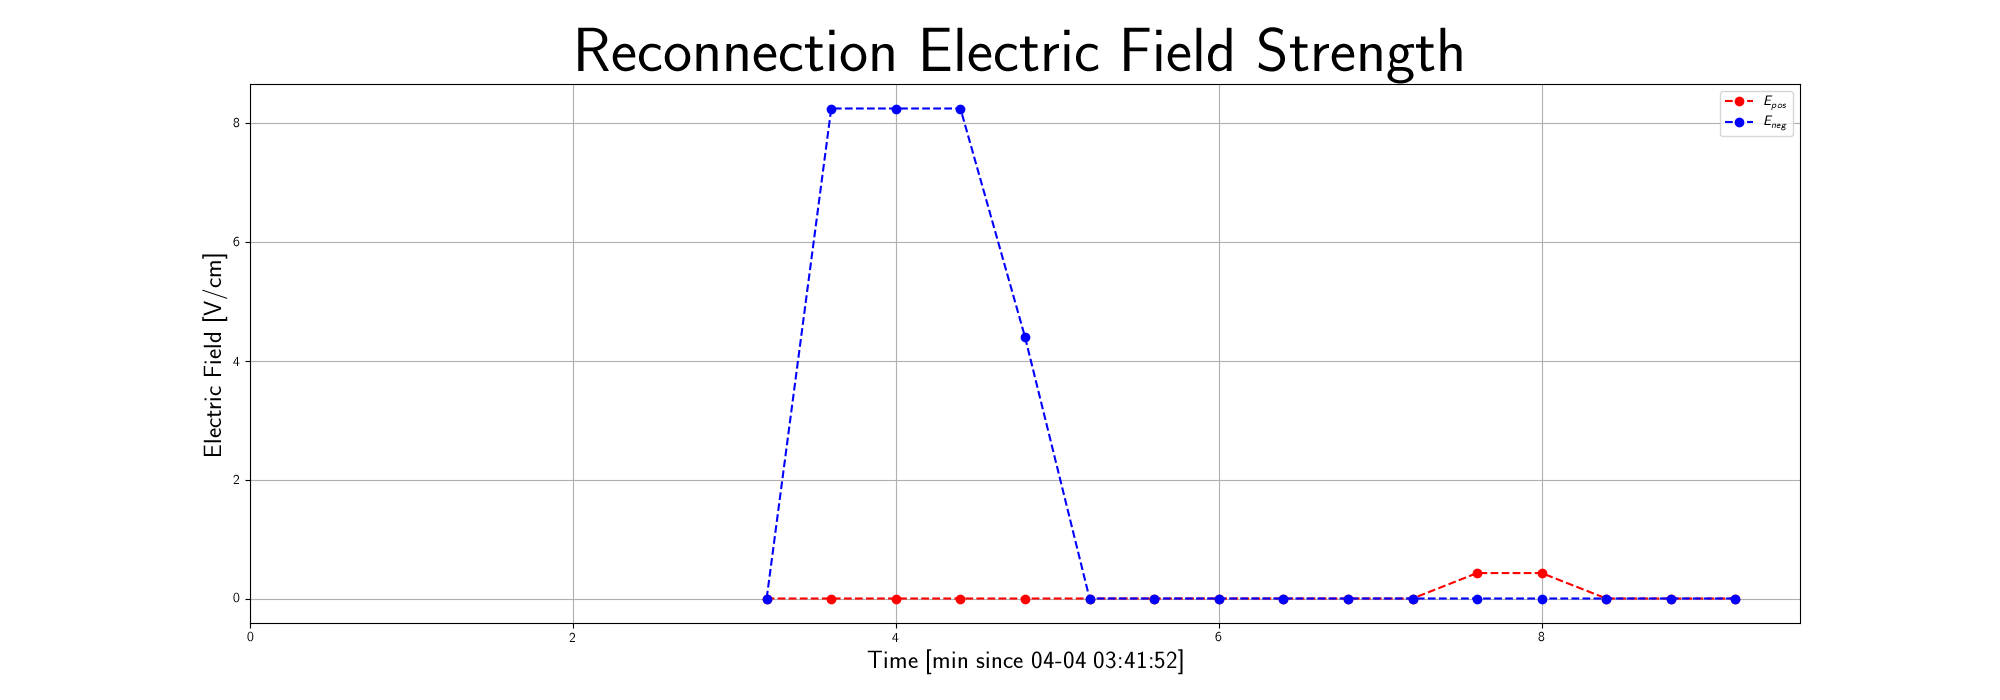 Reconnection Electric Field Strength
E_pos
E_neg
8
6
4
2
0
Electric Field [V/cm]
0 2 4 6 8
Time [min since 04-04 03:41:52]